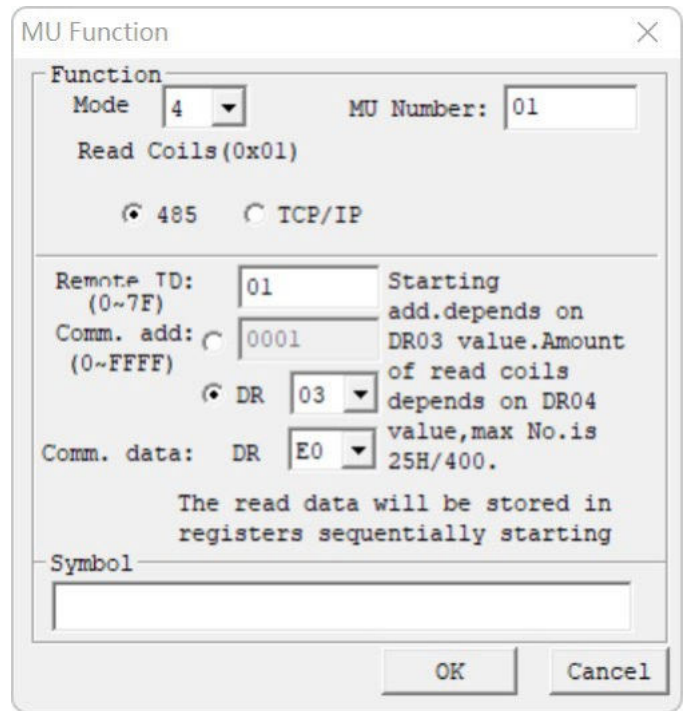 MU Function
Function
Mode 4 MU Number: 01
Read Coils(0x01)
485 TCP/IP
Remote ID: 01
(0~7F)
Comm. add: 0001
(0~FFFF)
DR 03
Comm. data: DR E0
Starting
add.depends on
DR03 value.Amount
of read coils
depends on DR04
value,max No.is
25H/400.
The read data will be stored in
registers sequentially starting
Symbol
OK Cancel